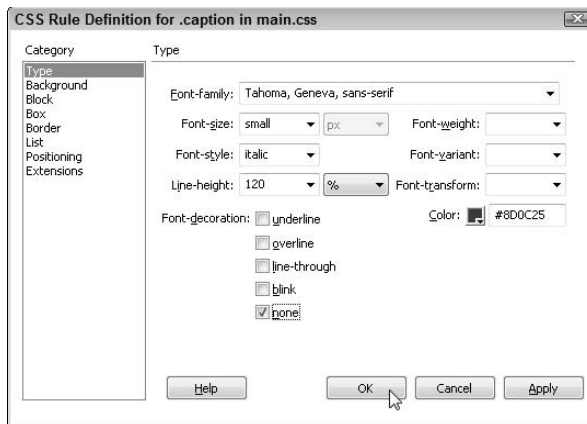 CSS Rule Definition for .caption in main.css
Category
Type
Type
Background
Block
Box
Border
List
Positioning
Extensions
Font-family: Tahoma, Geneva, sans-serif
Font-size: small px Font-weight:
Font-style: italic Font-variant:
Line-height: 120 % Font-transform:
Font-decoration: underline Color: #8D0C25
overline
line-through
blink
none
Help OK Cancel Apply